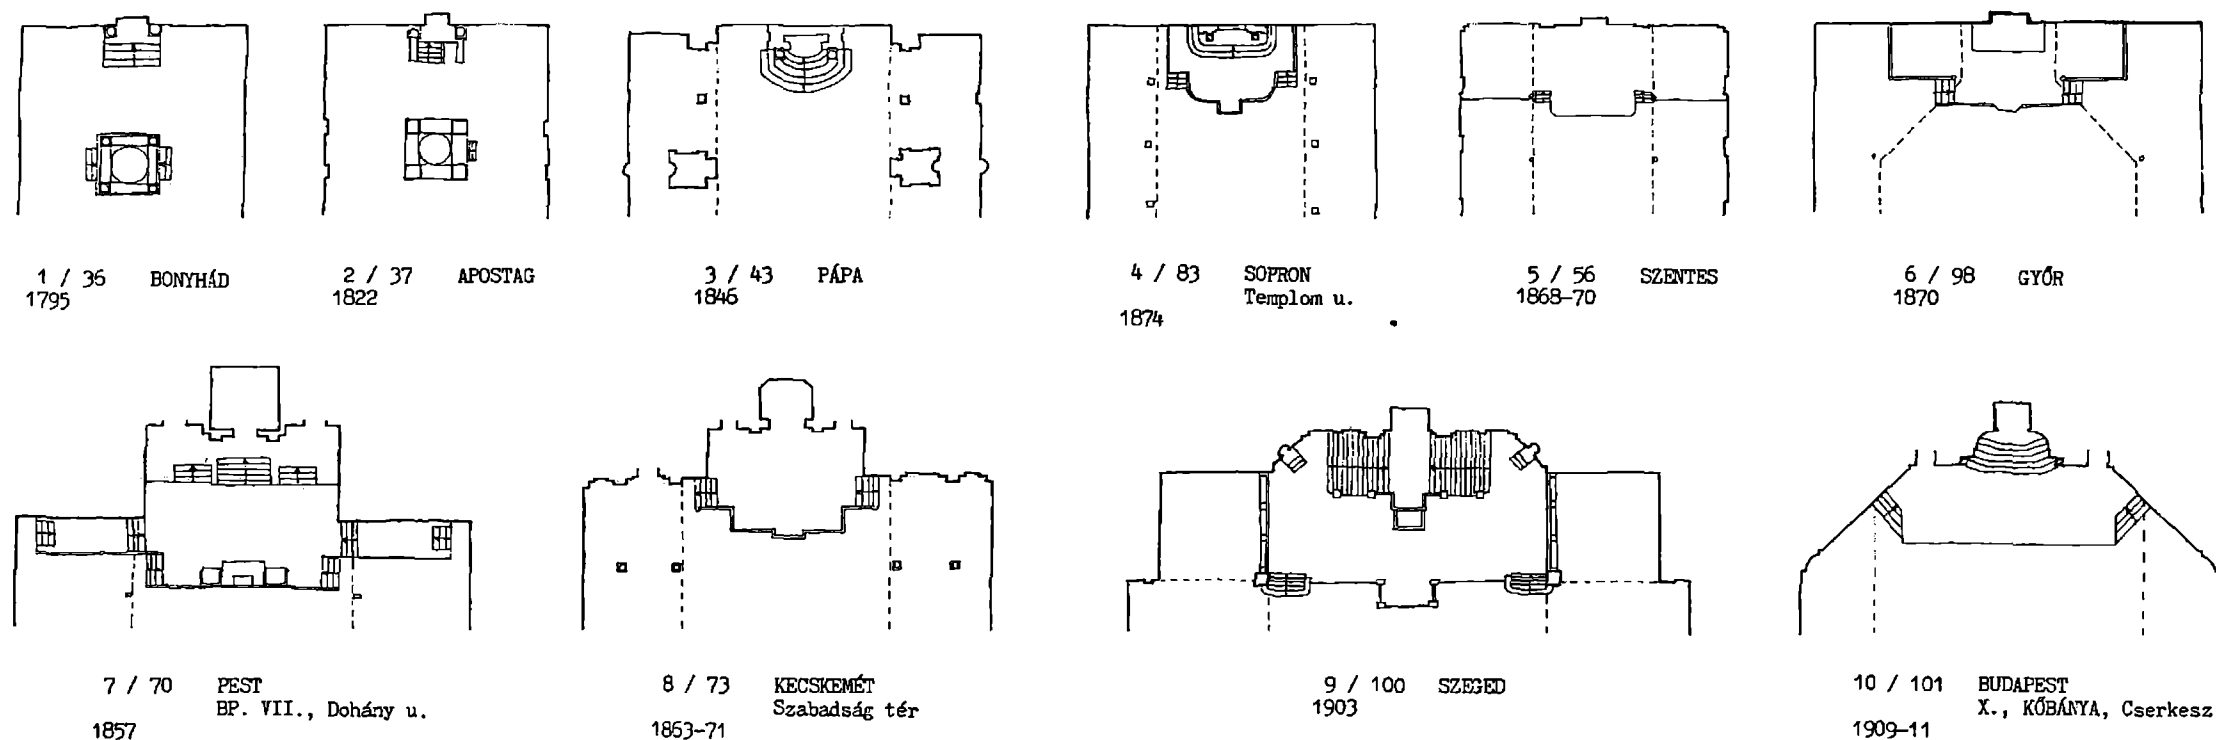 1 / 36 BONYHÁD
1795
2 / 37 APOSTAG
1822
3 / 43 PÁPA
1846
4 / 83 SOPRON
Templom u.
1874
5 / 56 SZENTES
1868-70
6 / 98 GYŐR
1870
7 / 70 PEST
BP. VII., Dohány u.
1857
8 / 73 KECSKEMÉT
Szabadság tér
1863-71
9 / 100 SZEGED
1903
10 / 101 BUDAPEST
X., KŐBÁNYA, Cserkesz
1909-11